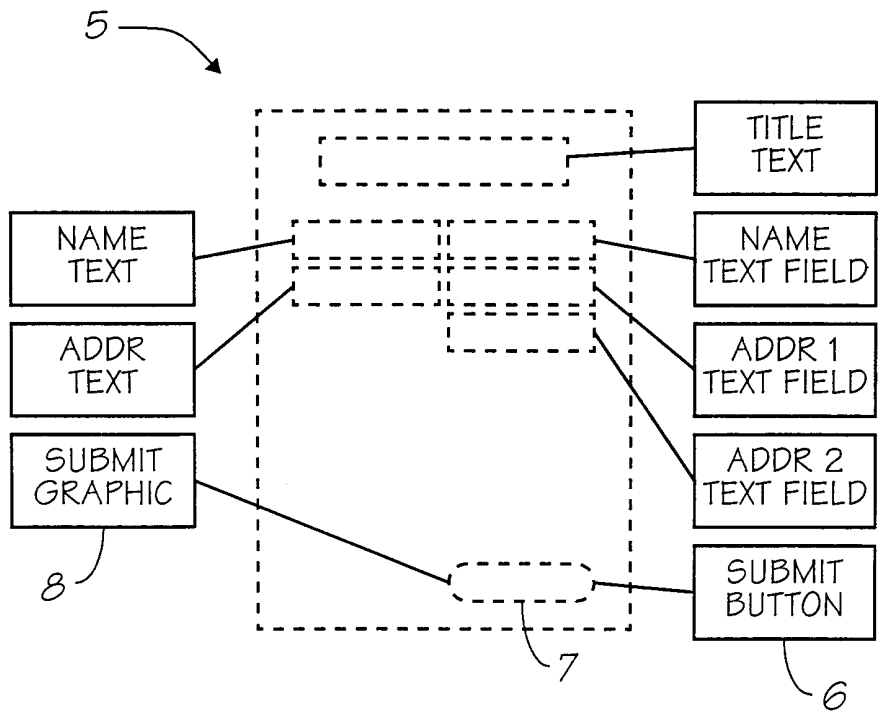 5
TITLE
TEXT
NAME
TEXT
NAME
TEXT FIELD
ADDR
TEXT
ADDR 1
TEXT FIELD
SUBMIT
GRAPHIC
ADDR 2
TEXT FIELD
8
SUBMIT
BUTTON
7
6